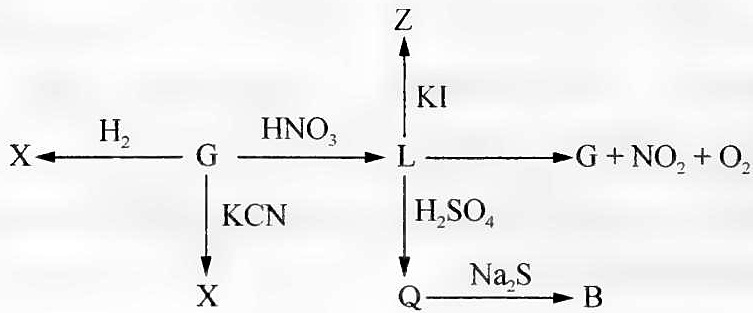 Z
KI
X H₂ G HNO₃ L G + NO₂ + O₂
KCN H₂SO₄
X Q Na₂S B